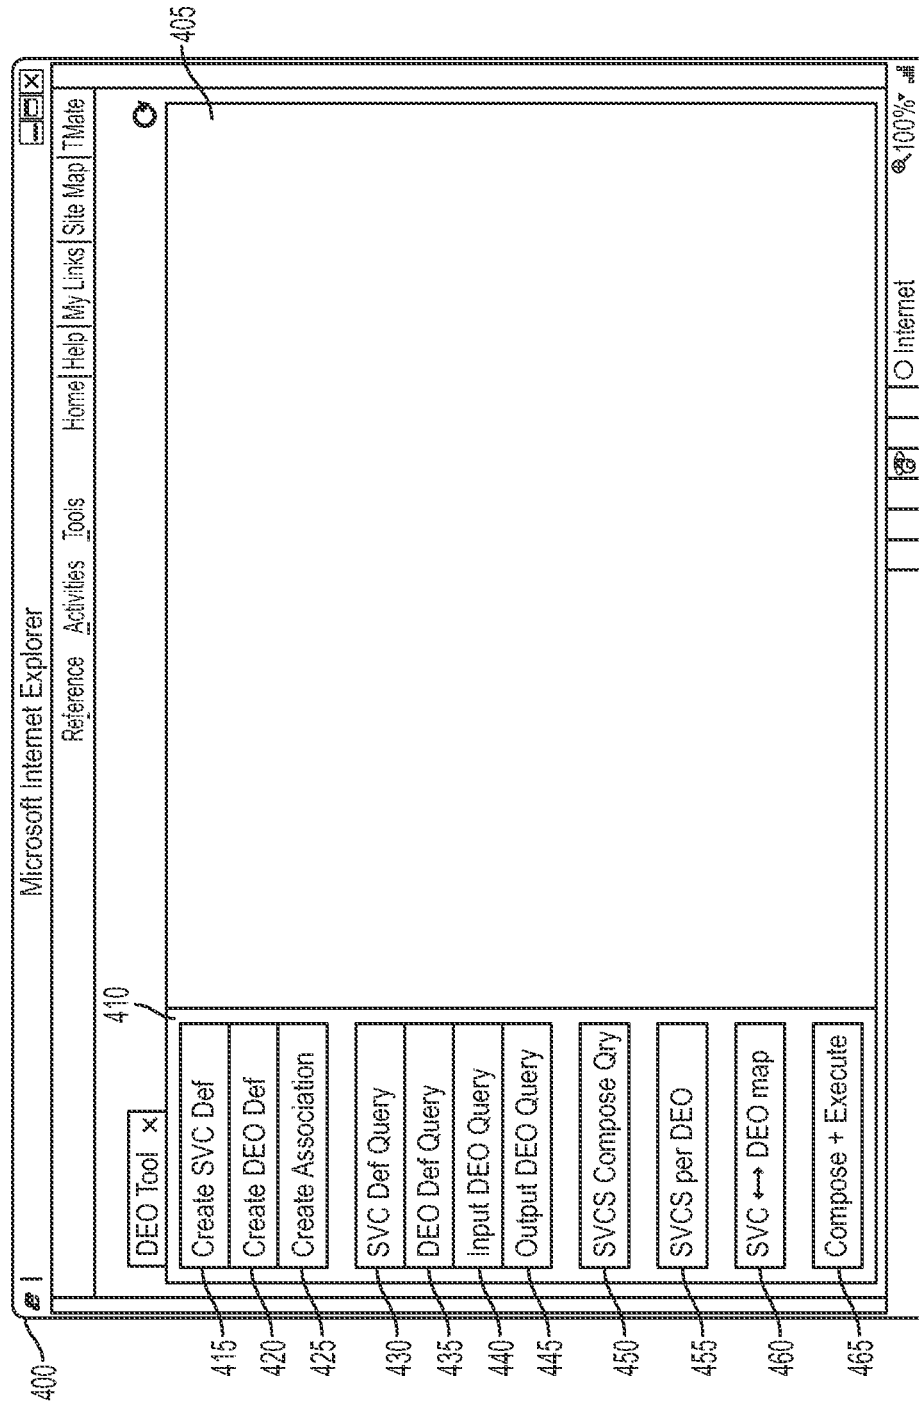 Microsoft Internet Explorer
Reference Activities Tools Home | Help | My Links | Site Map | TMate
DEO Tool X
Create SVC Def
Create DEO Def
Create Association
SVC Def Query
DEO Def Query
Input DEO Query
Output DEO Query
SVCS Compose Qry
SVCS per DEO
SVC ↔ DEO map
Compose + Execute
Internet 100%
400
405
410
415
420
425
430
435
440
445
450
455
460
465